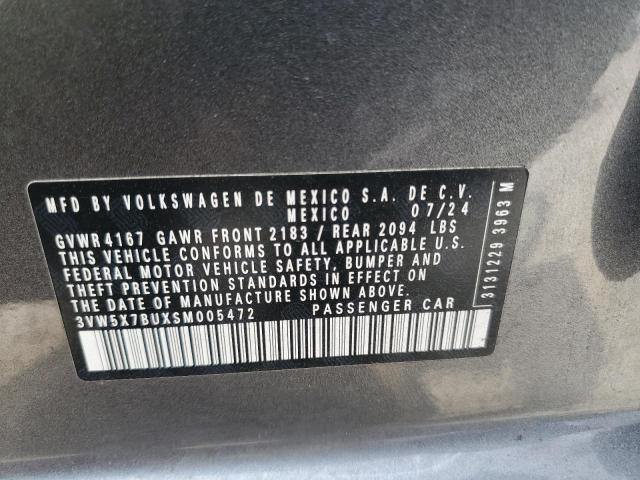 MFD BY VOLKSWAGEN DE MEXICO S.A. DE C.V.
MEXICO 07/24
GVWR4167 GAWR FRONT 2183 / REAR 2094 LBS
THIS VEHICLE CONFORMS TO ALL APPLICABLE U.S.
FEDERAL MOTOR VEHICLE SAFETY, BUMPER AND
THEFT PREVENTION STANDARDS IN EFFECT ON
THE DATE OF MANUFACTURE SHOWN ABOVE.
3VW5X7BUXSM005472 PASSENGER CAR
3131229 3963 M